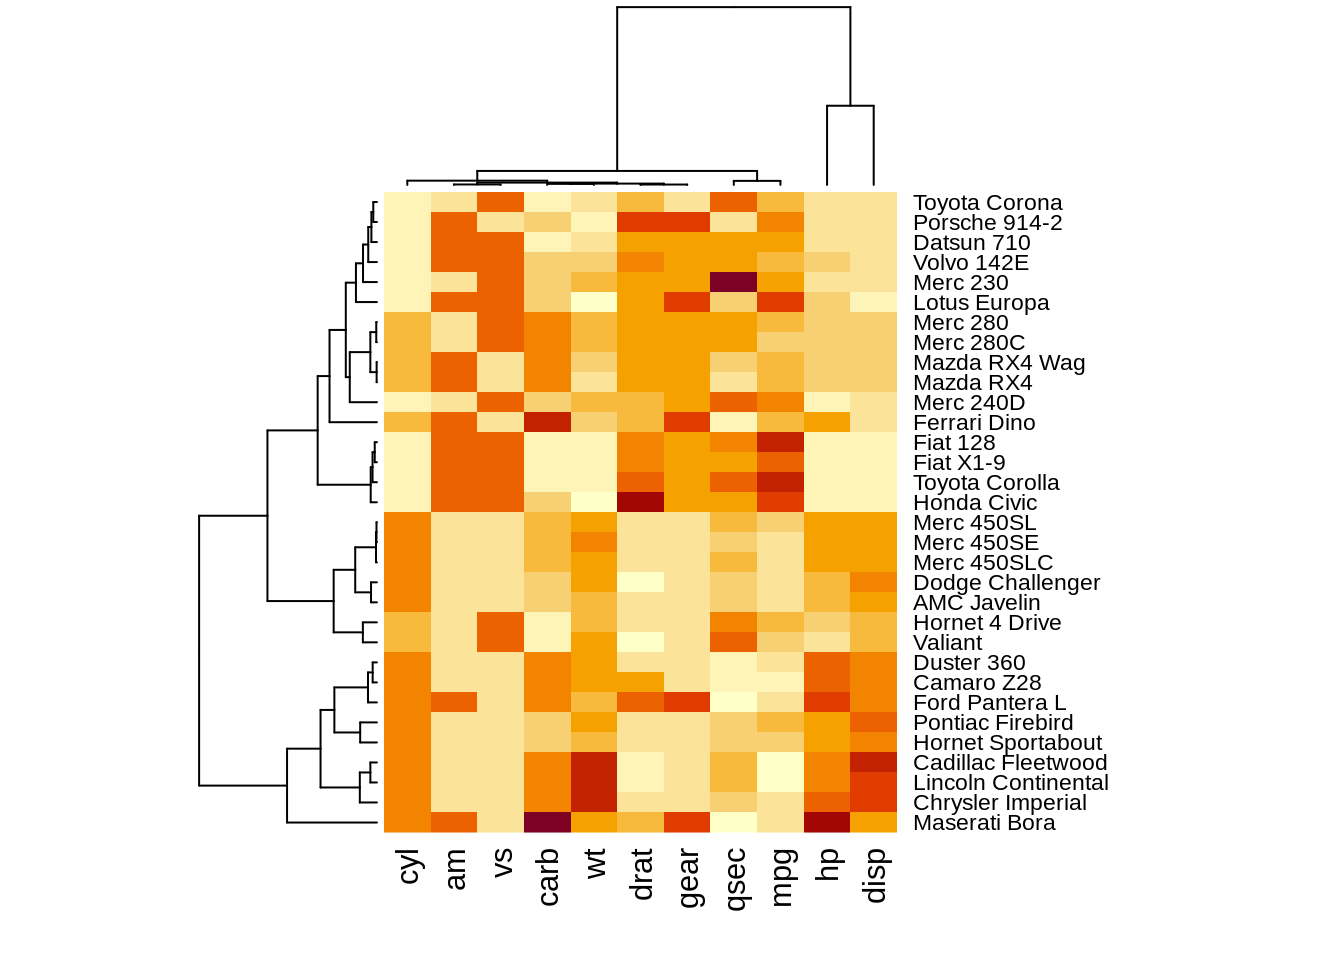 Toyota Corona
Porsche 914-2
Datsun 710
Volvo 142E
Merc 230
Lotus Europa
Merc 280
Merc 280C
Mazda RX4 Wag
Mazda RX4
Merc 240D
Ferrari Dino
Fiat 128
Fiat X1-9
Toyota Corolla
Honda Civic
Merc 450SL
Merc 450SE
Merc 450SLC
Dodge Challenger
AMC Javelin
Hornet 4 Drive
Valiant
Duster 360
Camaro Z28
Ford Pantera L
Pontiac Firebird
Hornet Sportabout
Cadillac Fleetwood
Lincoln Continental
Chrysler Imperial
Maserati Bora
cyl
am
vs
carb
wt
drat
gear
qsec
mpg
hp
disp